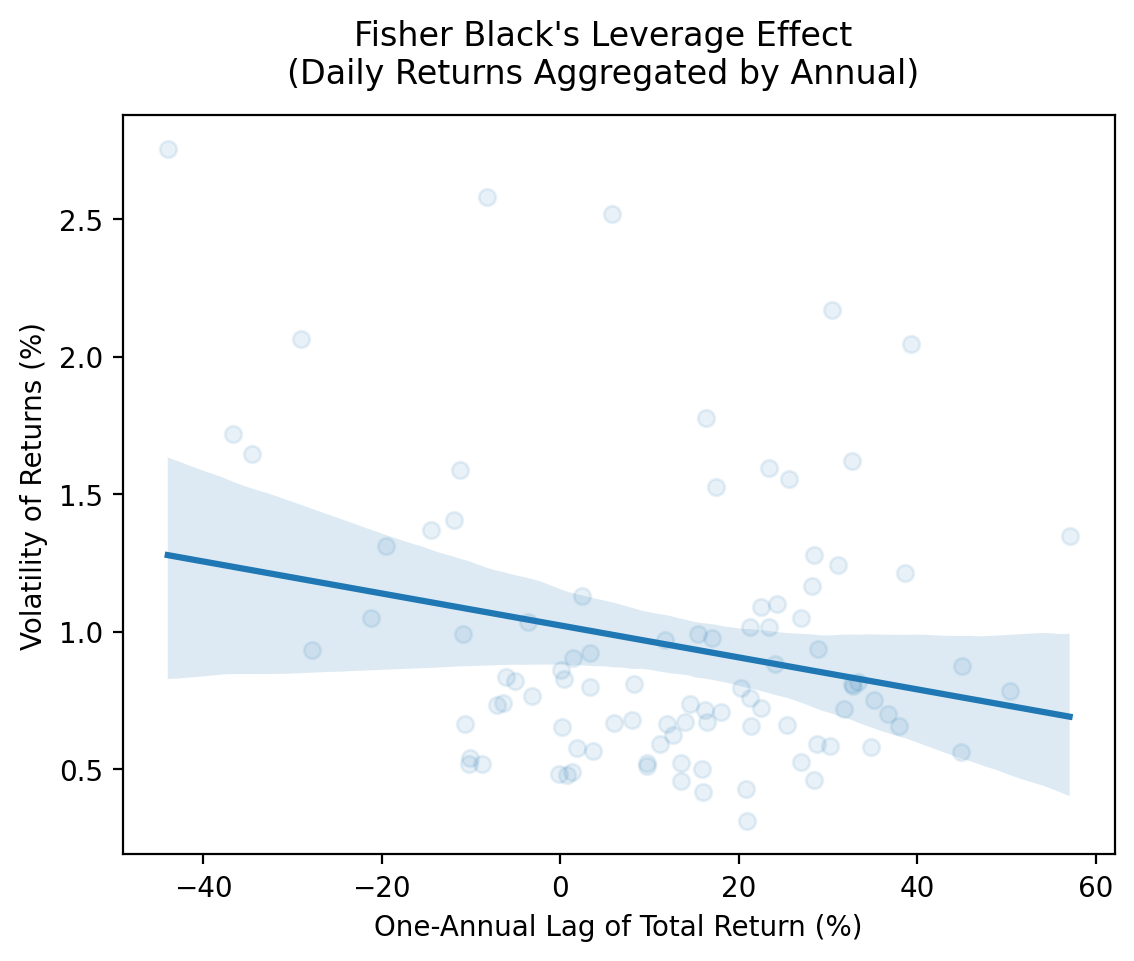 Fisher Black's Leverage Effect
(Daily Returns Aggregated by Annual)
Volatility of Returns (%)
2.5
2.0
1.5
1.0
0.5
−40 −20 0 20 40 60
One-Annual Lag of Total Return (%)